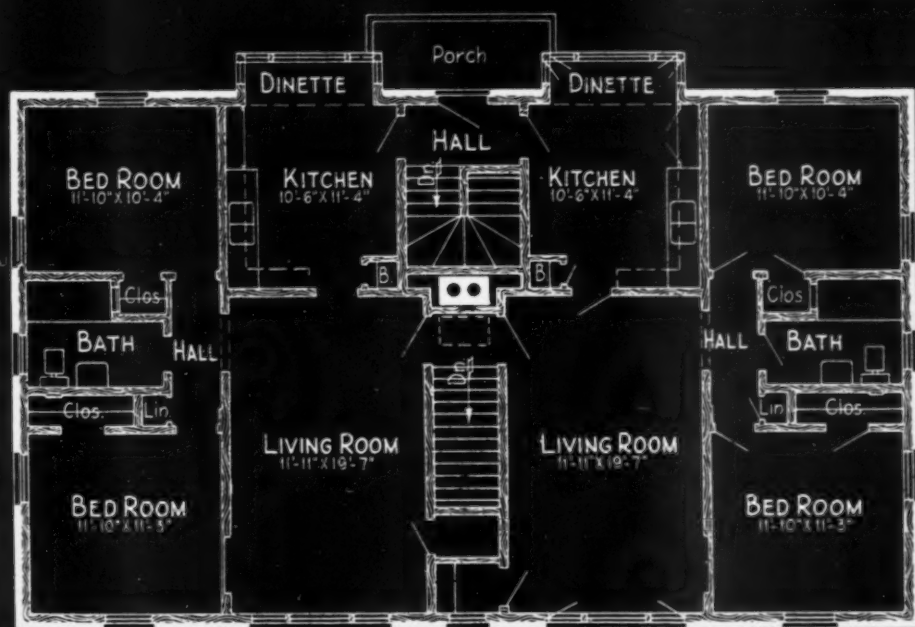 Porch
DINETTE
DINETTE
HALL
BED ROOM
11'-10"X10'-4"
KITCHEN
10'-6"X11'-4"
Dn
KITCHEN
10'-6"X11'-4"
BED ROOM
11'-10"X10'-4"
B
B
Clos
Clos
BATH
HALL
HALL
BATH
Dn
Clos.
Lin
Lin
Clos.
LIVING ROOM
11'-11"X19'-7"
LIVING ROOM
11'-11"X19'-7"
BED ROOM
11'-10"X11'-3"
BED ROOM
11'-10"X11'-3"